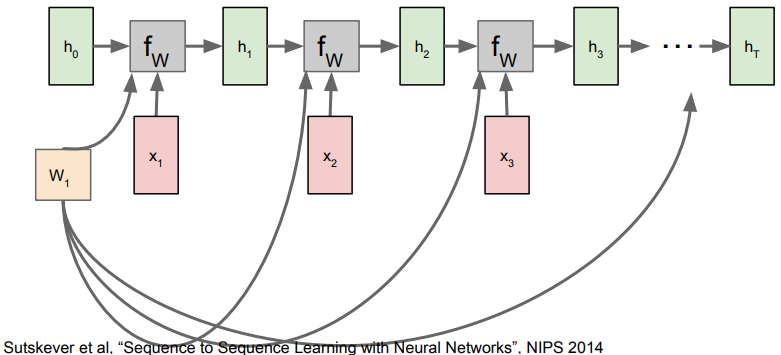 h0 fW h1 fW h2 fW h3 ... hT
W1 x1 x2 x3
Sutskever et al, “Sequence to Sequence Learning with Neural Networks”, NIPS 2014